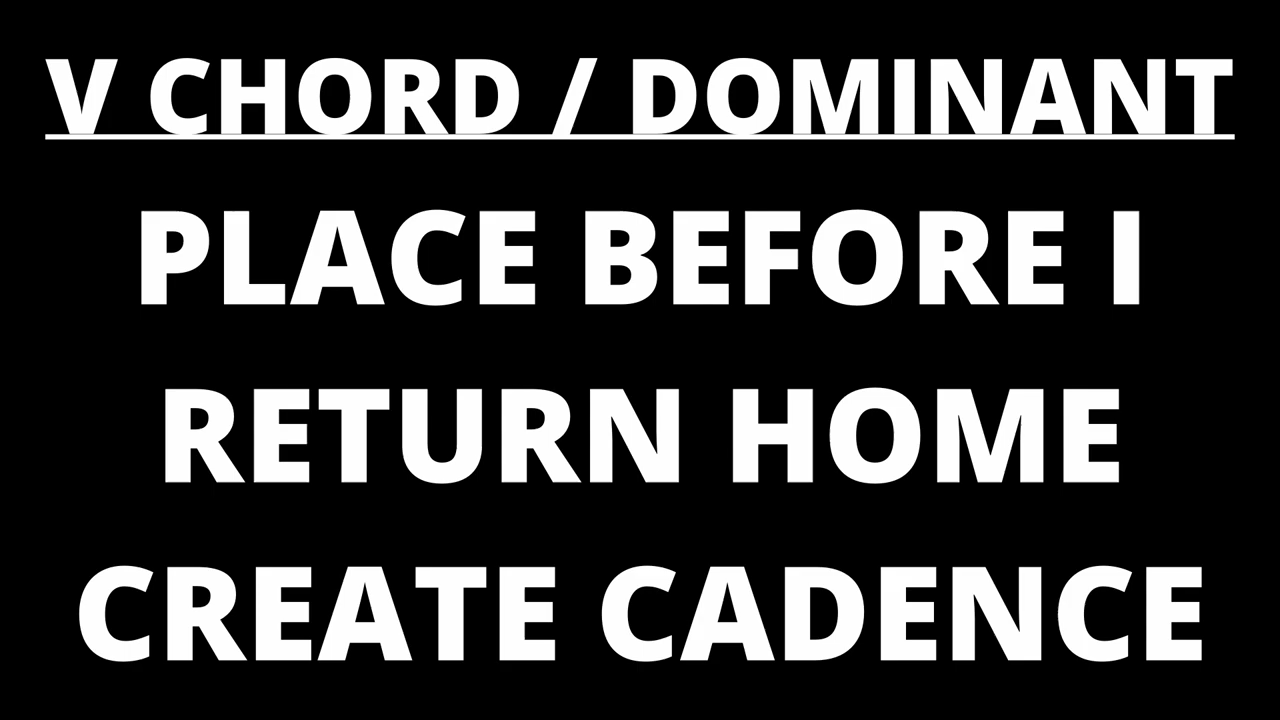 V CHORD / DOMINANT
PLACE BEFORE I
RETURN HOME
CREATE CADENCE